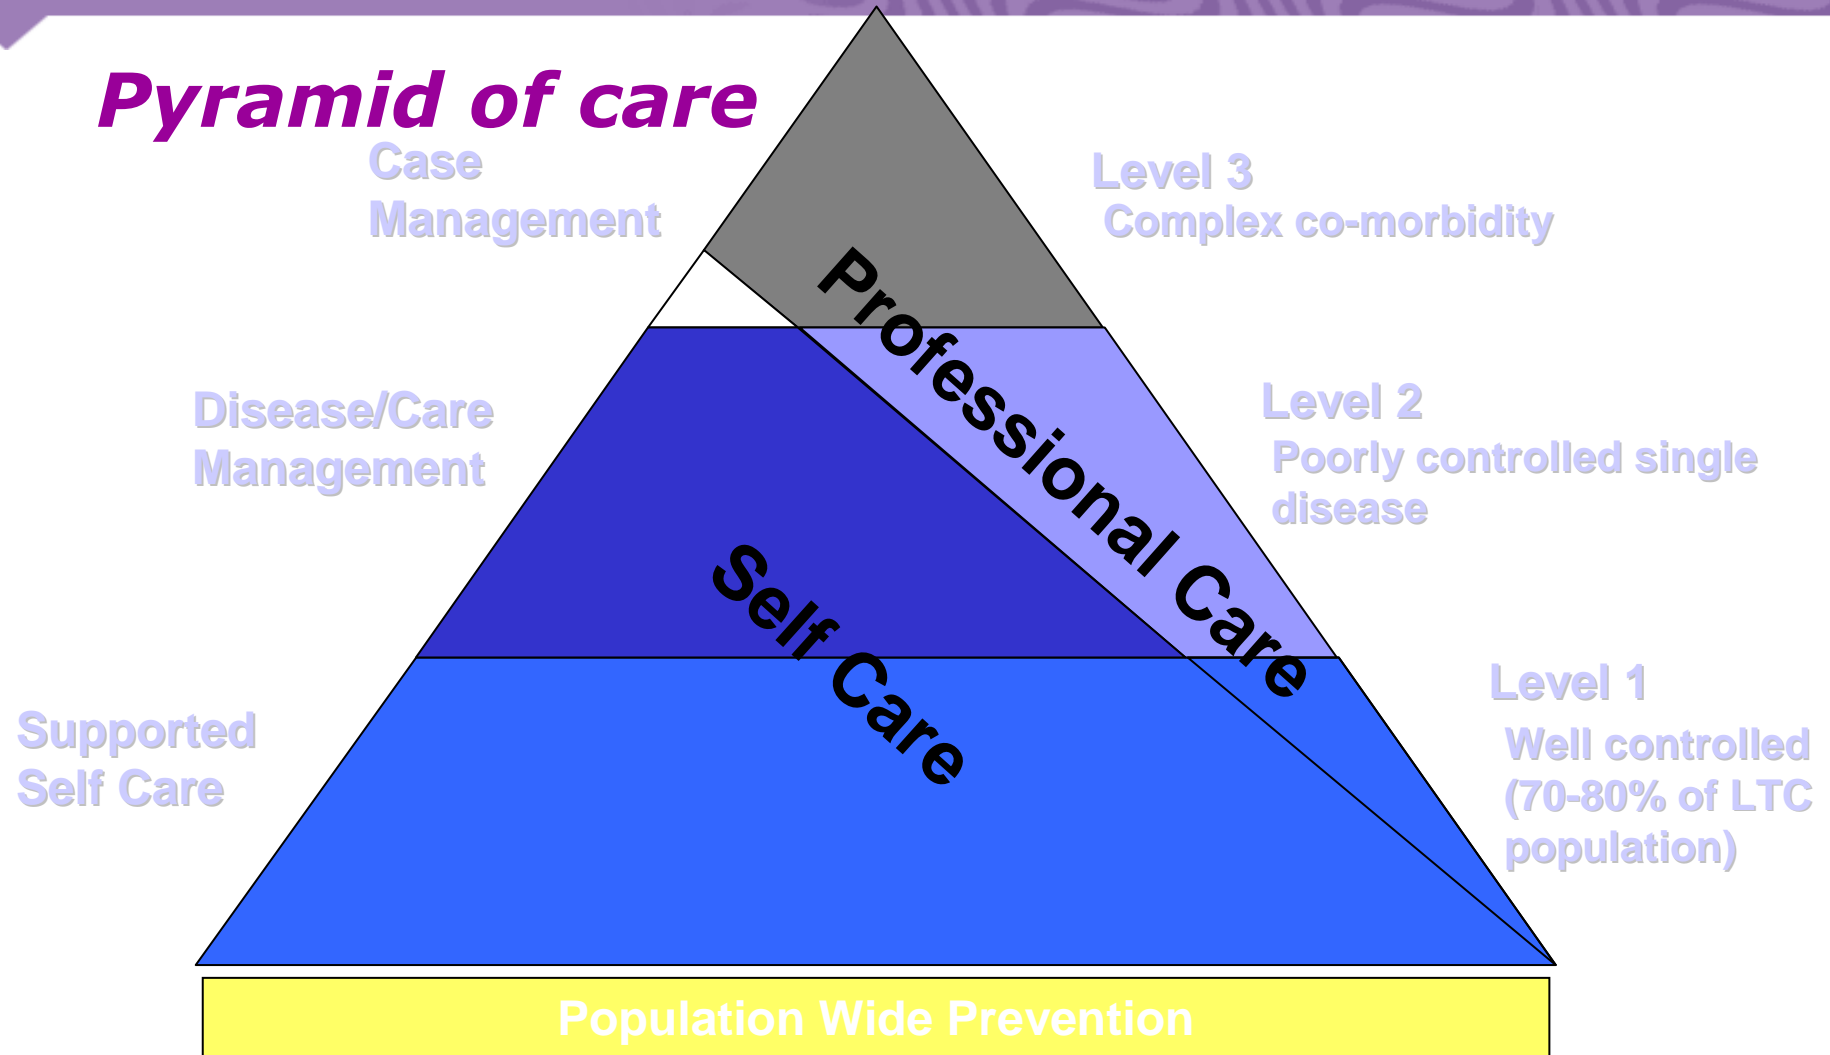 Pyramid of care
Case
Management
Level 3
Complex co-morbidity
Professional Care
Disease/Care
Management
Level 2
Poorly controlled single
disease
Self Care
Supported
Self Care
Level 1
Well controlled
(70-80% of LTC
population)
Population Wide Prevention